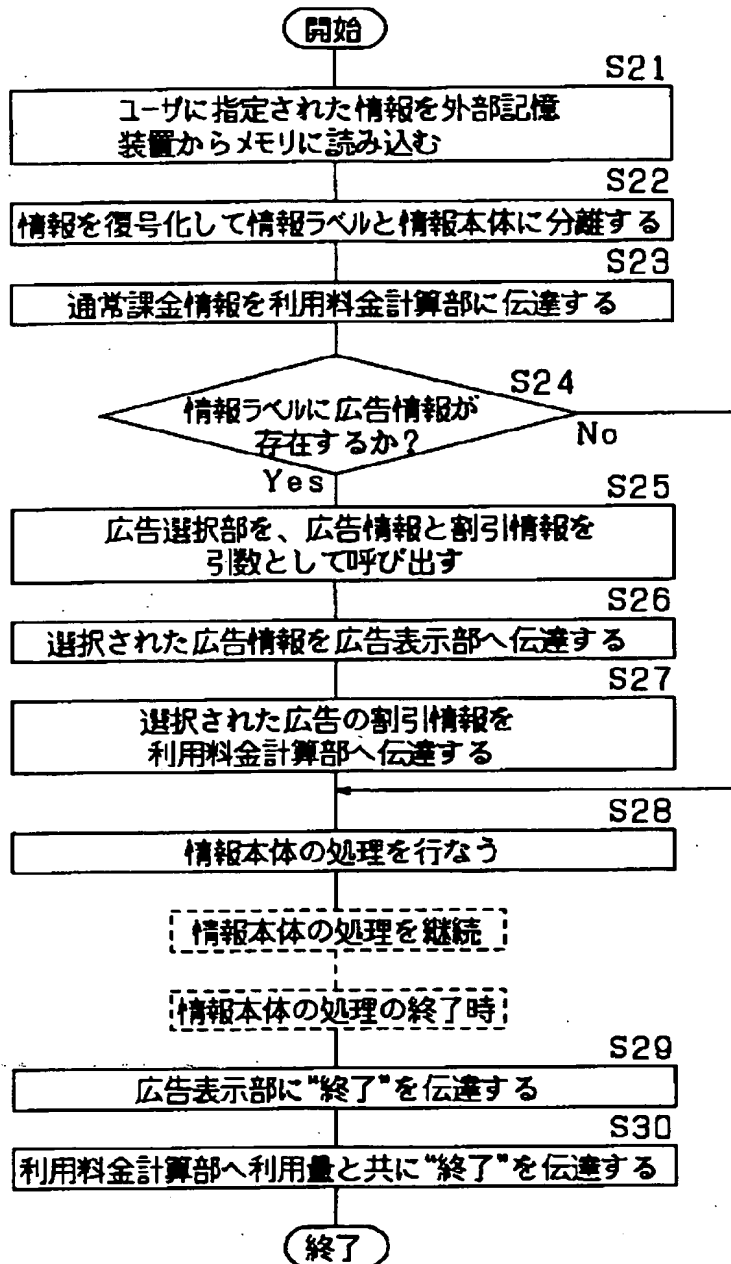 開始
S21
ユーザに指定された情報を外部記憶
装置からメモリに読み込む
S22
情報を復号化して情報ラベルと情報本体に分離する
S23
通常課金情報を利用料金計算部に伝達する
S24
情報ラベルに広告情報が
存在するか?
No
Yes
S25
広告選択部を、広告情報と割引情報を
引数として呼び出す
S26
選択された広告情報を広告表示部へ伝達する
S27
選択された広告の割引情報を
利用料金計算部へ伝達する
S28
情報本体の処理を行なう
情報本体の処理を継続
情報本体の処理の終了時
S29
広告表示部に"終了"を伝達する
S30
利用料金計算部へ利用量と共に"終了"を伝達する
終了